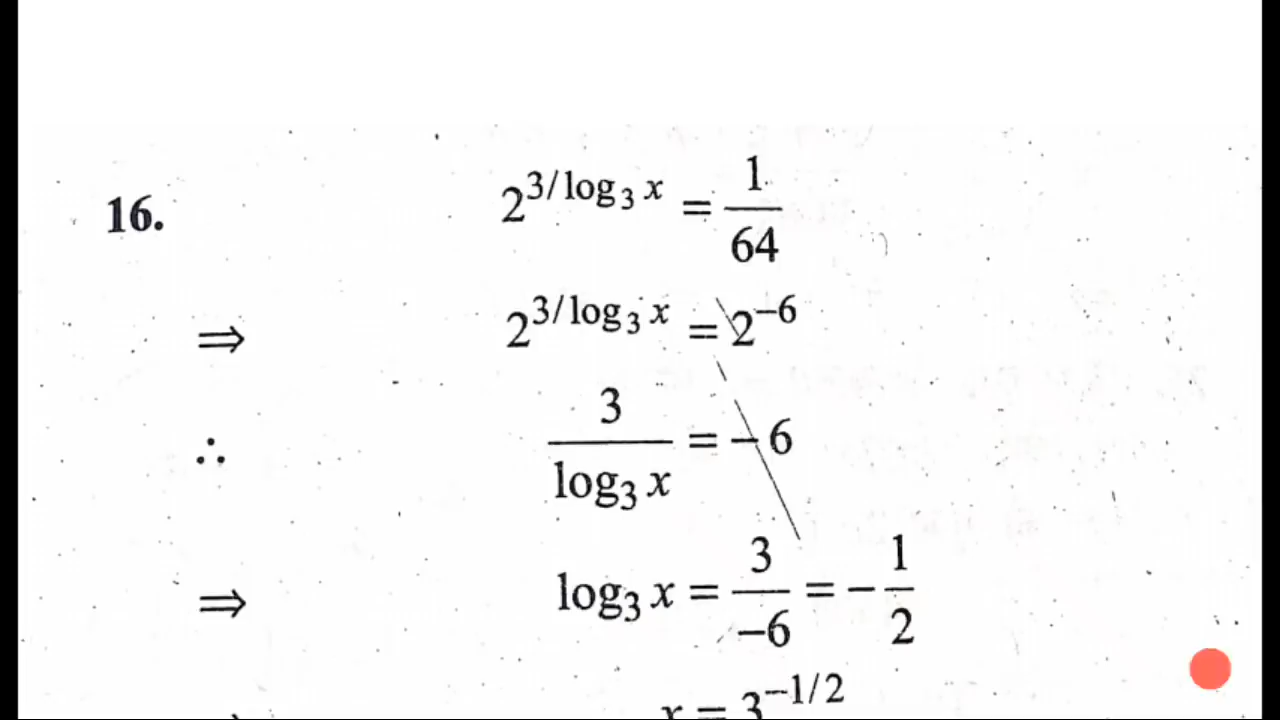 16. 2^{3/log_3 x} = 1/64
⇒ 2^{3/log_3 x} = 2^{-6}
∴ 3/log_3 x = -6
⇒ log_3 x = 3/-6 = -1/2
x = 3^{-1/2}